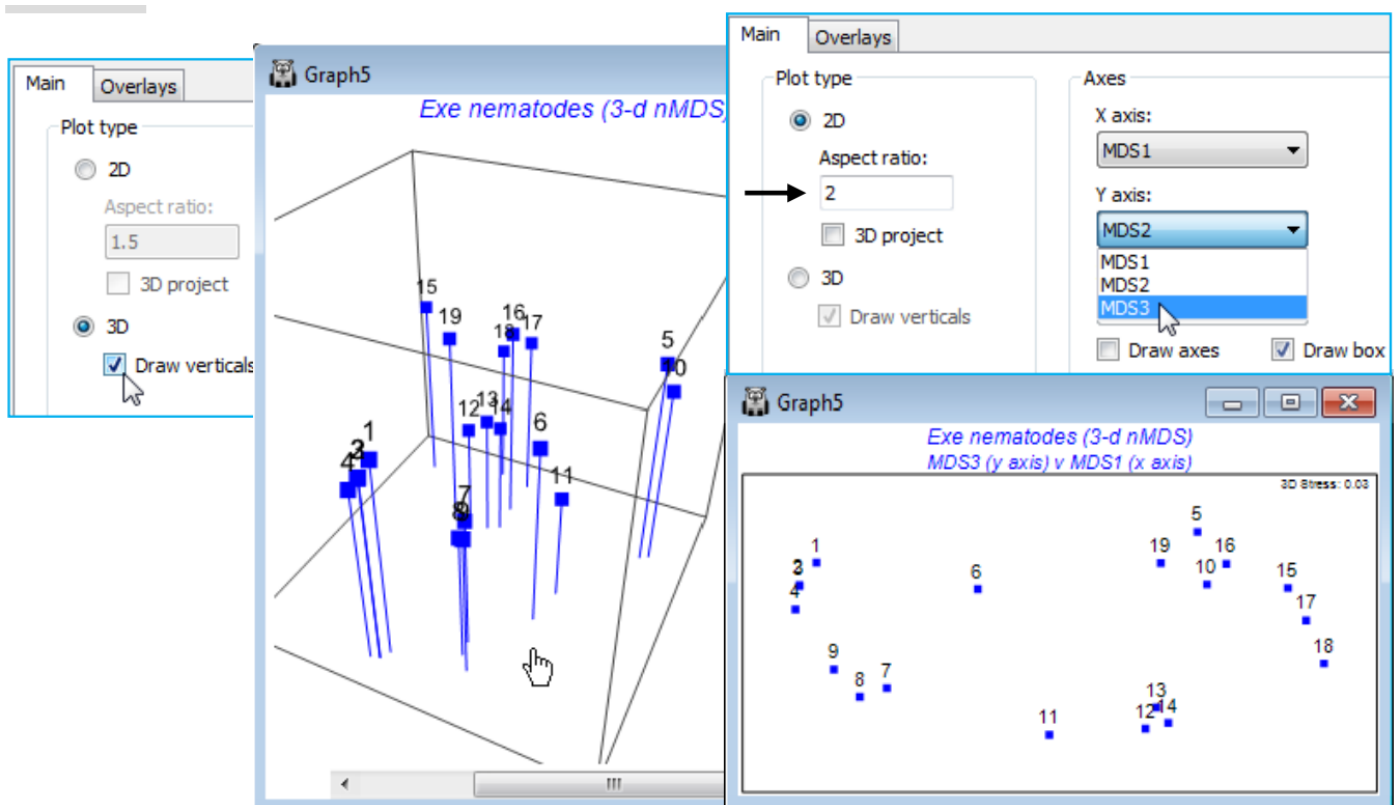 Main Overlays
Plot type
2D
Aspect ratio:
1.5
3D project
3D
Draw verticals
Graph5
Exe nematodes (3-d nMDS)
15
19
16
18
17
5
10
12
13
14
6
11
1
2
3
4
7
8
9
Main Overlays
Plot type
2D
Aspect ratio:
2
3D project
3D
Draw verticals
Axes
X axis:
MDS1
Y axis:
MDS2
MDS1
MDS2
MDS3
Draw axes Draw box
Graph5
Exe nematodes (3-d nMDS)
MDS3 (y axis) v MDS1 (x axis)
3D Stress: 0.03
5
1
19
16
2
3
6
10
15
4
17
18
9
8
7
13
11
12
14